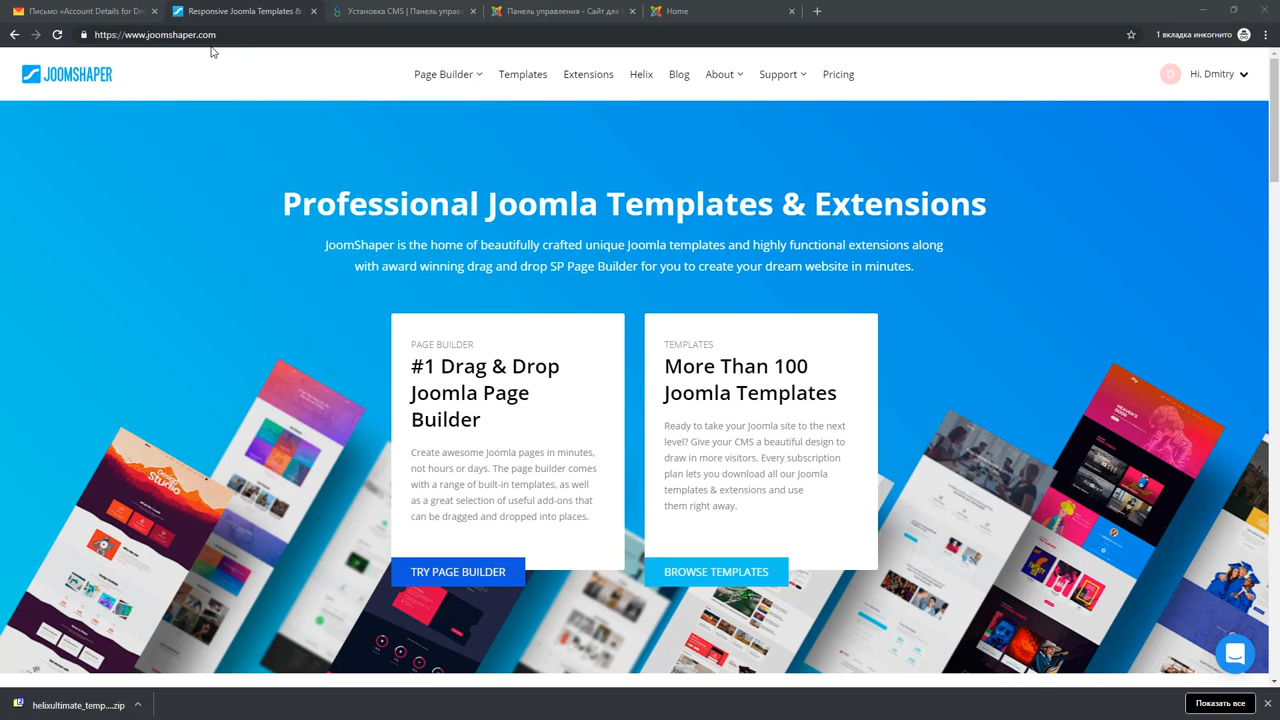 Письмо «Account Details for Dm
Responsive Joomla Templates &
Установка CMS | Панель управ
Панель управления - Сайт для
Home
https://www.joomshaper.com
1 вкладка инкогнито
JOOMSHAPER
Page Builder
Templates
Extensions
Helix
Blog
About
Support
Pricing
D
Hi, Dmitry
Professional Joomla Templates & Extensions
JoomShaper is the home of beautifully crafted unique Joomla templates and highly functional extensions along
with award winning drag and drop SP Page Builder for you to create your dream website in minutes.
PAGE BUILDER
#1 Drag & Drop
Joomla Page
Builder
Create awesome Joomla pages in minutes,
not hours or days. The page builder comes
with a range of built-in templates, as well
as a great selection of useful add-ons that
can be dragged and dropped into places.
TRY PAGE BUILDER
TEMPLATES
More Than 100
Joomla Templates
Ready to take your Joomla site to the next
level? Give your CMS a beautiful design to
draw in more visitors. Every subscription
plan lets you download all our Joomla
templates & extensions and use
them right away.
BROWSE TEMPLATES
Design
Studio
HEAVEN'S
DOOR
helixultimate_temp....zip
Показать все